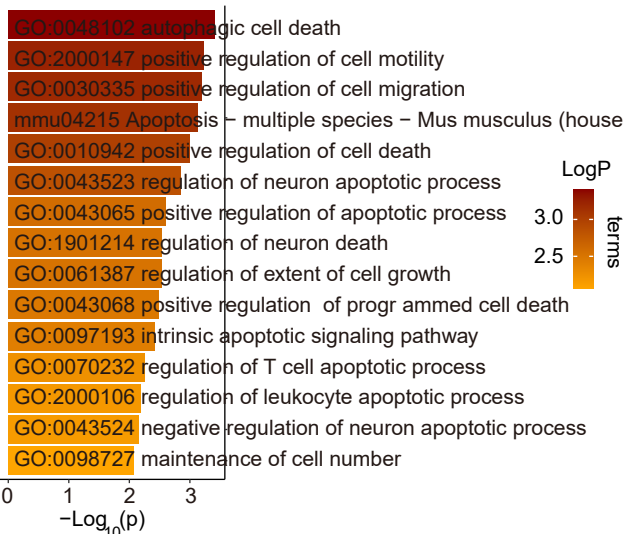 GO:0048102 autophagic cell death
GO:2000147 positive regulation of cell motility
GO:0030335 positive regulation of cell migration
mmu04215 Apoptosis − multiple species − Mus musculus (house
GO:0010942 positive regulation of cell death
GO:0043523 regulation of neuron apoptotic process
GO:0043065 positive regulation of apoptotic process
GO:1901214 regulation of neuron death
GO:0061387 regulation of extent of cell growth
GO:0043068 positive regulation  of progr ammed cell death
GO:0097193 intrinsic apoptotic signaling pathway
GO:0070232 regulation of T cell apoptotic process
GO:2000106 regulation of leukocyte apoptotic process
GO:0043524 negative regulation of neuron apoptotic process
GO:0098727 maintenance of cell number
0 1 2 3
−Log10(p)
LogP
3.0
2.5
terms